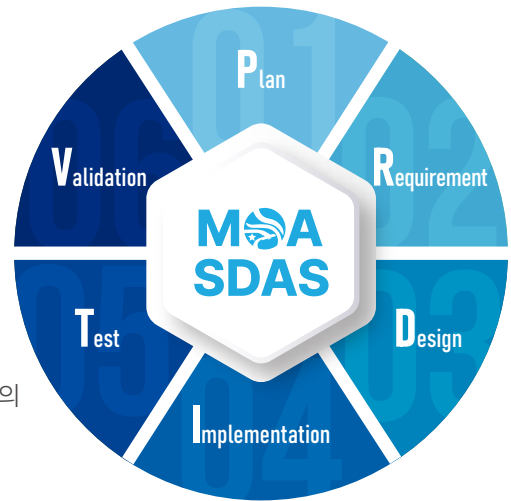 01
Plan
02
Requirement
03
Design
04
Implementation
05
Test
06
Validation
MOA
SDAS
의